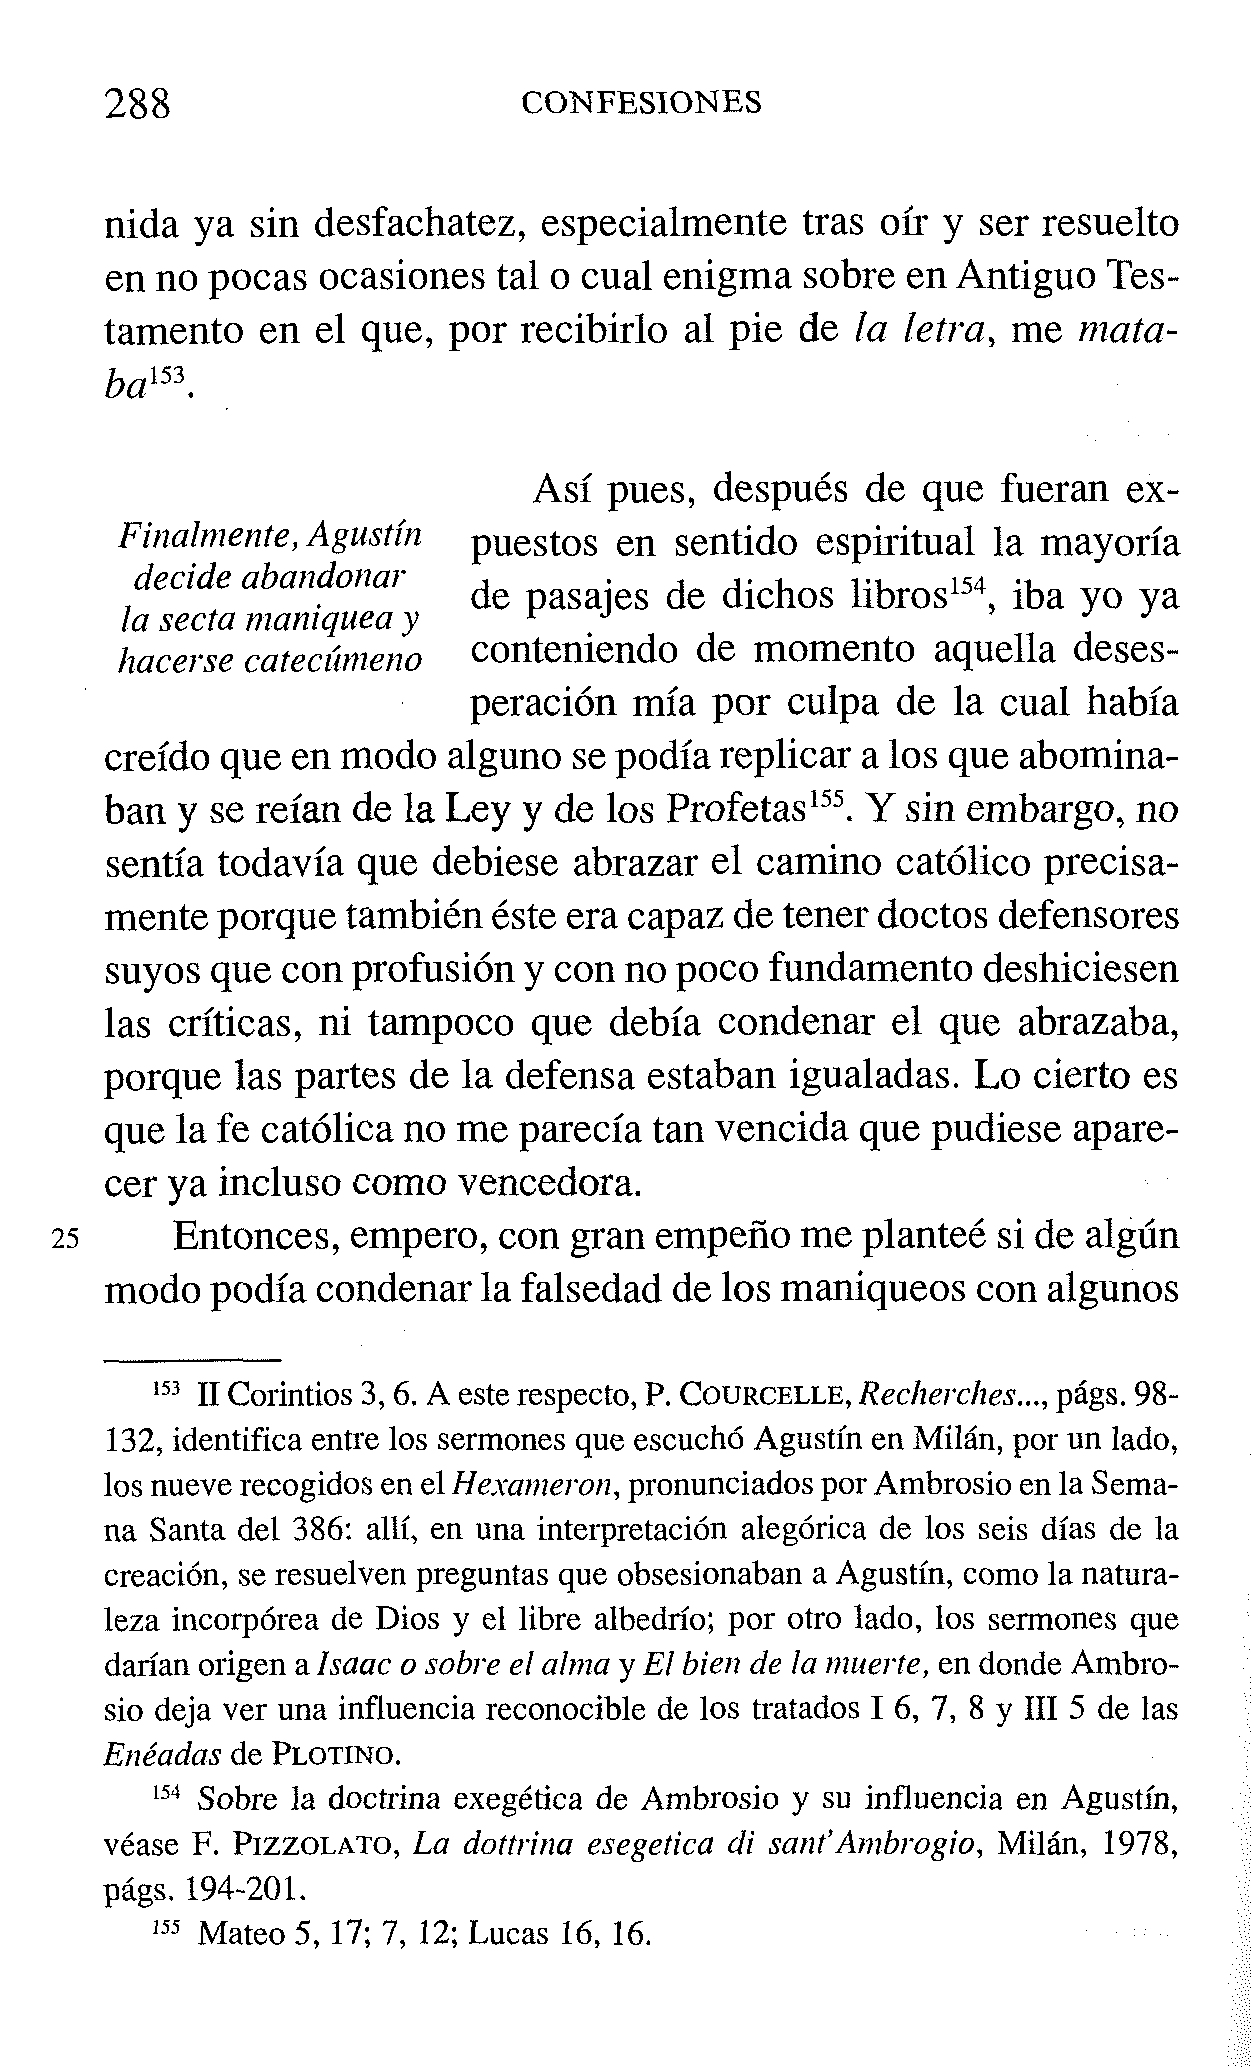 288 CONFESIONES
nida ya sin desfachatez, especialmente tras oír y ser resuelto
en no pocas ocasiones tal o cual enigma sobre en Antiguo Tes-
tamento en el que, por recibirlo al pie de la letra, me mata-
ba¹⁵³.
Finalmente, Agustín
decide abandonar
la secta maniquea y
hacerse catecúmeno
Así pues, después de que fueran ex-
puestos en sentido espiritual la mayoría
de pasajes de dichos libros¹⁵⁴, iba yo ya
conteniendo de momento aquella deses-
peración mía por culpa de la cual había
creído que en modo alguno se podía replicar a los que abomina-
ban y se reían de la Ley y de los Profetas¹⁵⁵. Y sin embargo, no
sentía todavía que debiese abrazar el camino católico precisa-
mente porque también éste era capaz de tener doctos defensores
suyos que con profusión y con no poco fundamento deshiciesen
las críticas, ni tampoco que debía condenar el que abrazaba,
porque las partes de la defensa estaban igualadas. Lo cierto es
que la fe católica no me parecía tan vencida que pudiese apare-
cer ya incluso como vencedora.
25 Entonces, empero, con gran empeño me planteé si de algún
modo podía condenar la falsedad de los maniqueos con algunos
¹⁵³ II Corintios 3, 6. A este respecto, P. COURCELLE, Recherches..., págs. 98-
132, identifica entre los sermones que escuchó Agustín en Milán, por un lado,
los nueve recogidos en el Hexameron, pronunciados por Ambrosio en la Sema-
na Santa del 386: allí, en una interpretación alegórica de los seis días de la
creación, se resuelven preguntas que obsesionaban a Agustín, como la natura-
leza incorpórea de Dios y el libre albedrío; por otro lado, los sermones que
darían origen a Isaac o sobre el alma y El bien de la muerte, en donde Ambro-
sio deja ver una influencia reconocible de los tratados I 6, 7, 8 y III 5 de las
Enéadas de PLOTINO.
¹⁵⁴ Sobre la doctrina exegética de Ambrosio y su influencia en Agustín,
véase F. PIZZOLATO, La dottrina esegetica di sant'Ambrogio, Milán, 1978,
págs. 194-201.
¹⁵⁵ Mateo 5, 17; 7, 12; Lucas 16, 16.